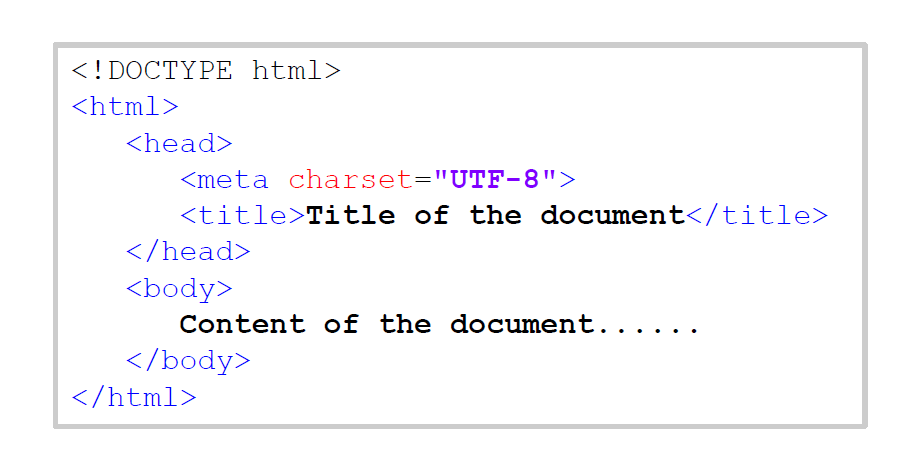 <!DOCTYPE html>
<html>
<head>
<meta charset="UTF-8">
<title>Title of the document</title>
</head>
<body>
Content of the document......
</body>
</html>